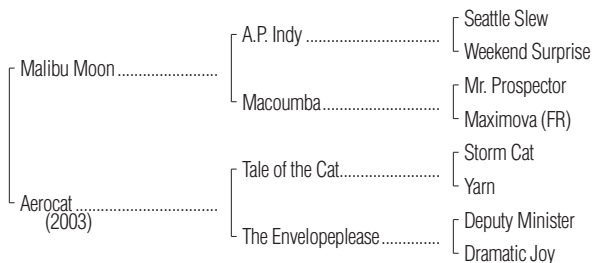 Seattle Slew
A.P. Indy ................................
Weekend Surprise
Malibu Moon ........................
Mr. Prospector
Macoumba............................
Maximova (FR)
Storm Cat
Tale of the Cat........................
Yarn
Aerocat ..................................
(2003)
Deputy Minister
The Envelopeplease..............
Dramatic Joy